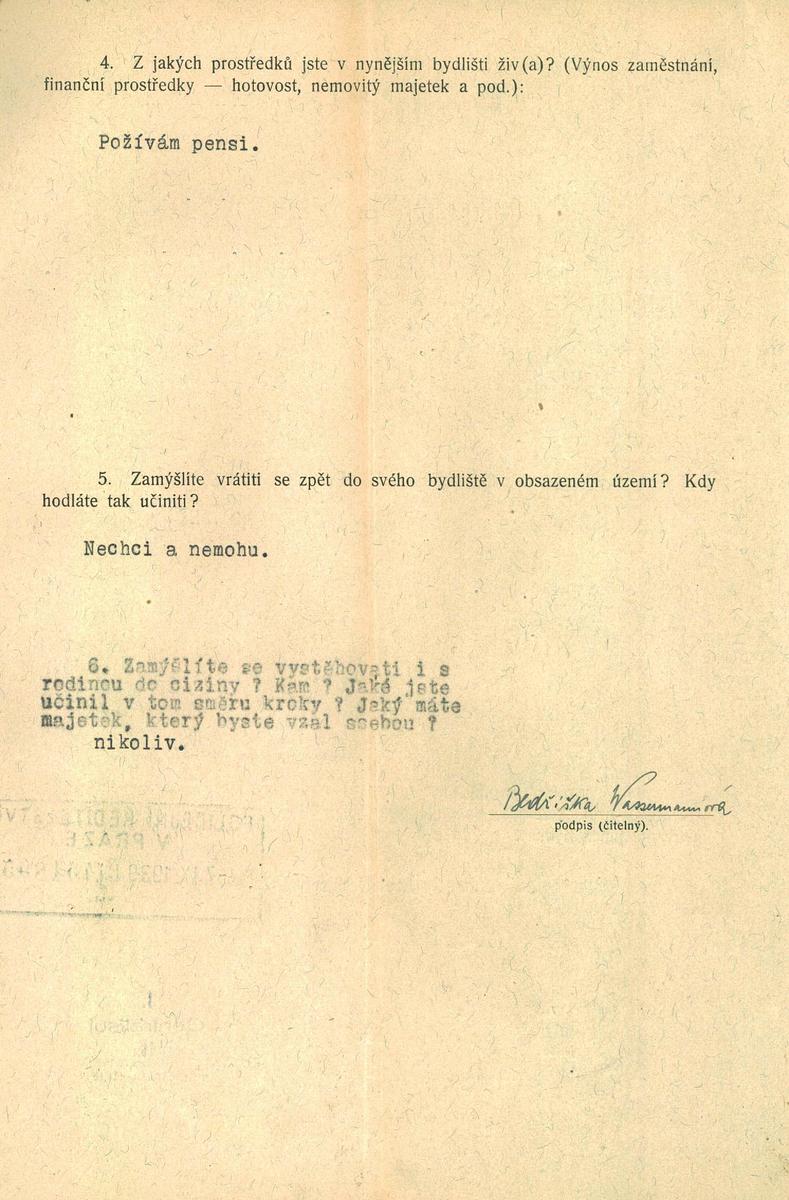 4. Z jakých prostředků jste v nynějším bydlišti živ(a)? (Výnos zaměstnání,
finanční prostředky — hotovost, nemovitý majetek a pod.):
Požívám pensi.
5. Zamýšlíte vrátiti se zpět do svého bydliště v obsazeném území? Kdy
hodláte tak učiniti?
Nechci a nemohu.
6. Zamýšlíte se vystěhovati i s
rodinou do ciziny ? Kam ? Jaké jste
učinil v tom směru kroky ? Jaký máte
majetek, který byste vzal ssebou ?
nikoliv.
Bedřiška Wassermannová
podpis (čitelný).